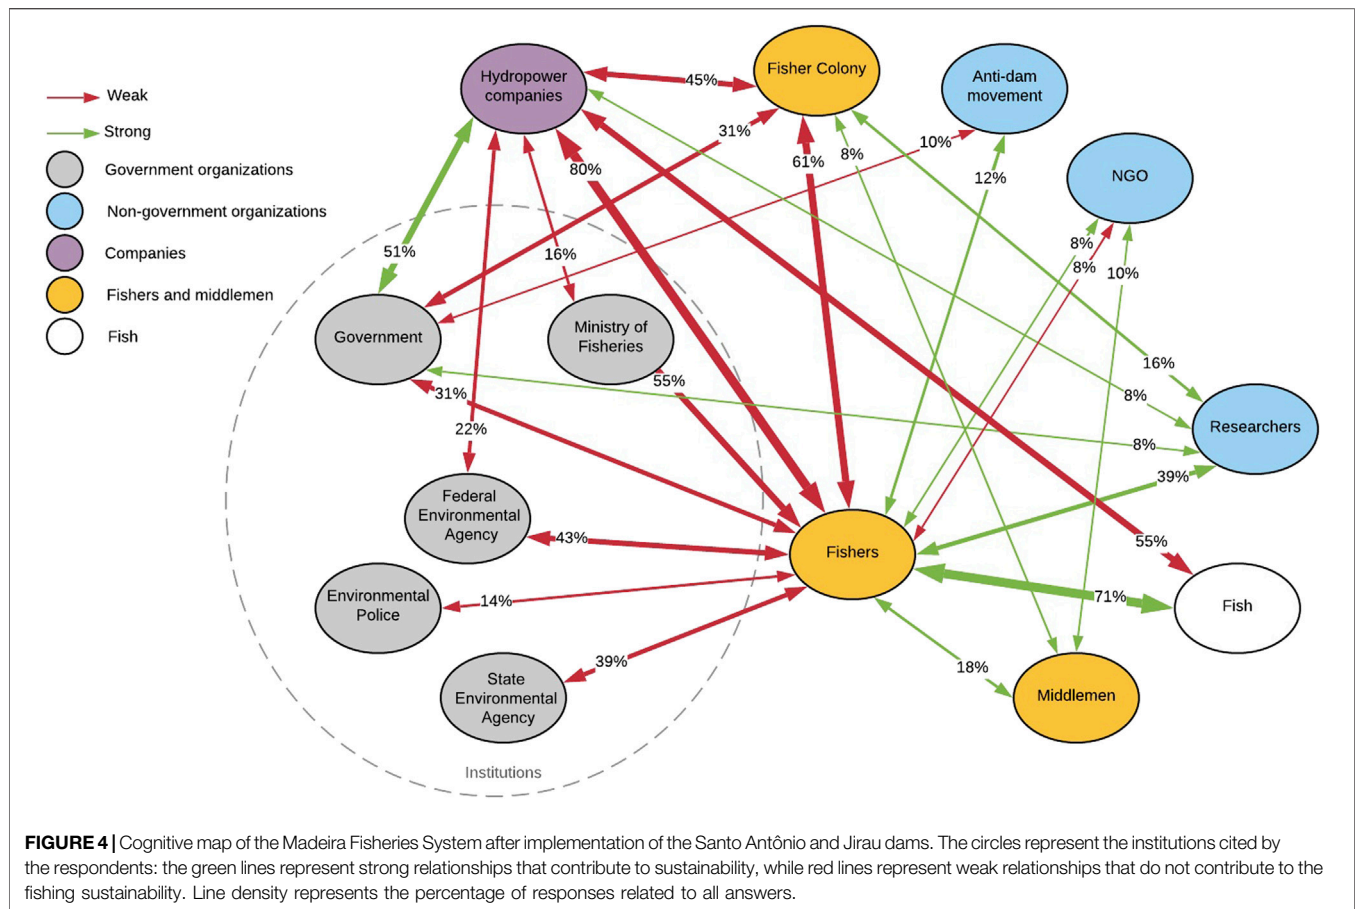 Weak
Strong
Government organizations
Non-government organizations
Companies
Fishers and middlemen
Fish
Hydropower
companies
Fisher Colony
Anti-dam
movement
NGO
45%
31%
10%
80%
61%
8%
12%
8%
8%
10%
51%
16%
Government
Ministry of
Fisheries
55%
31%
22%
16%
8%
8%
39%
Researchers
Federal
Environmental
Agency
43%
Fishers
55%
Environmental
Police
14%
71%
Fish
39%
18%
State
Environmental
Agency
Middlemen
Institutions
FIGURE 4 | Cognitive map of the Madeira Fisheries System after implementation of the Santo Antônio and Jirau dams. The circles represent the institutions cited by
the respondents: the green lines represent strong relationships that contribute to sustainability, while red lines represent weak relationships that do not contribute to the
fishing sustainability. Line density represents the percentage of responses related to all answers.